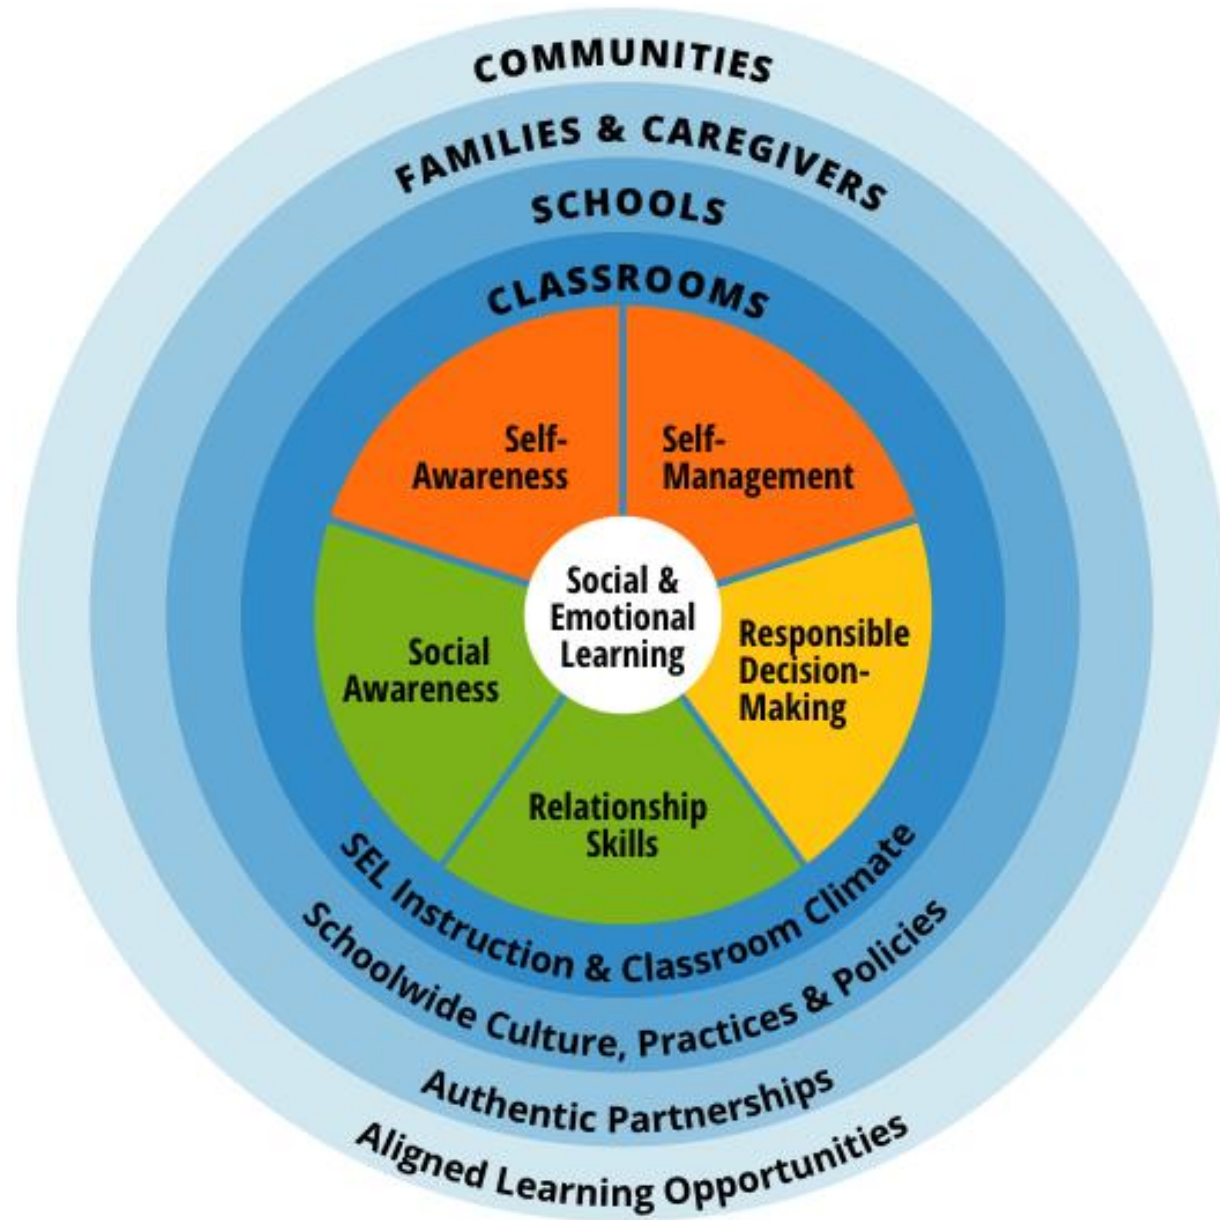 COMMUNITIES
FAMILIES & CAREGIVERS
SCHOOLS
CLASSROOMS
Self-
Awareness
Self-
Management
Social &
Emotional
Learning
Social
Awareness
Responsible
Decision-
Making
Relationship
Skills
SEL Instruction & Classroom Climate
Schoolwide Culture, Practices & Policies
Authentic Partnerships
Aligned Learning Opportunities